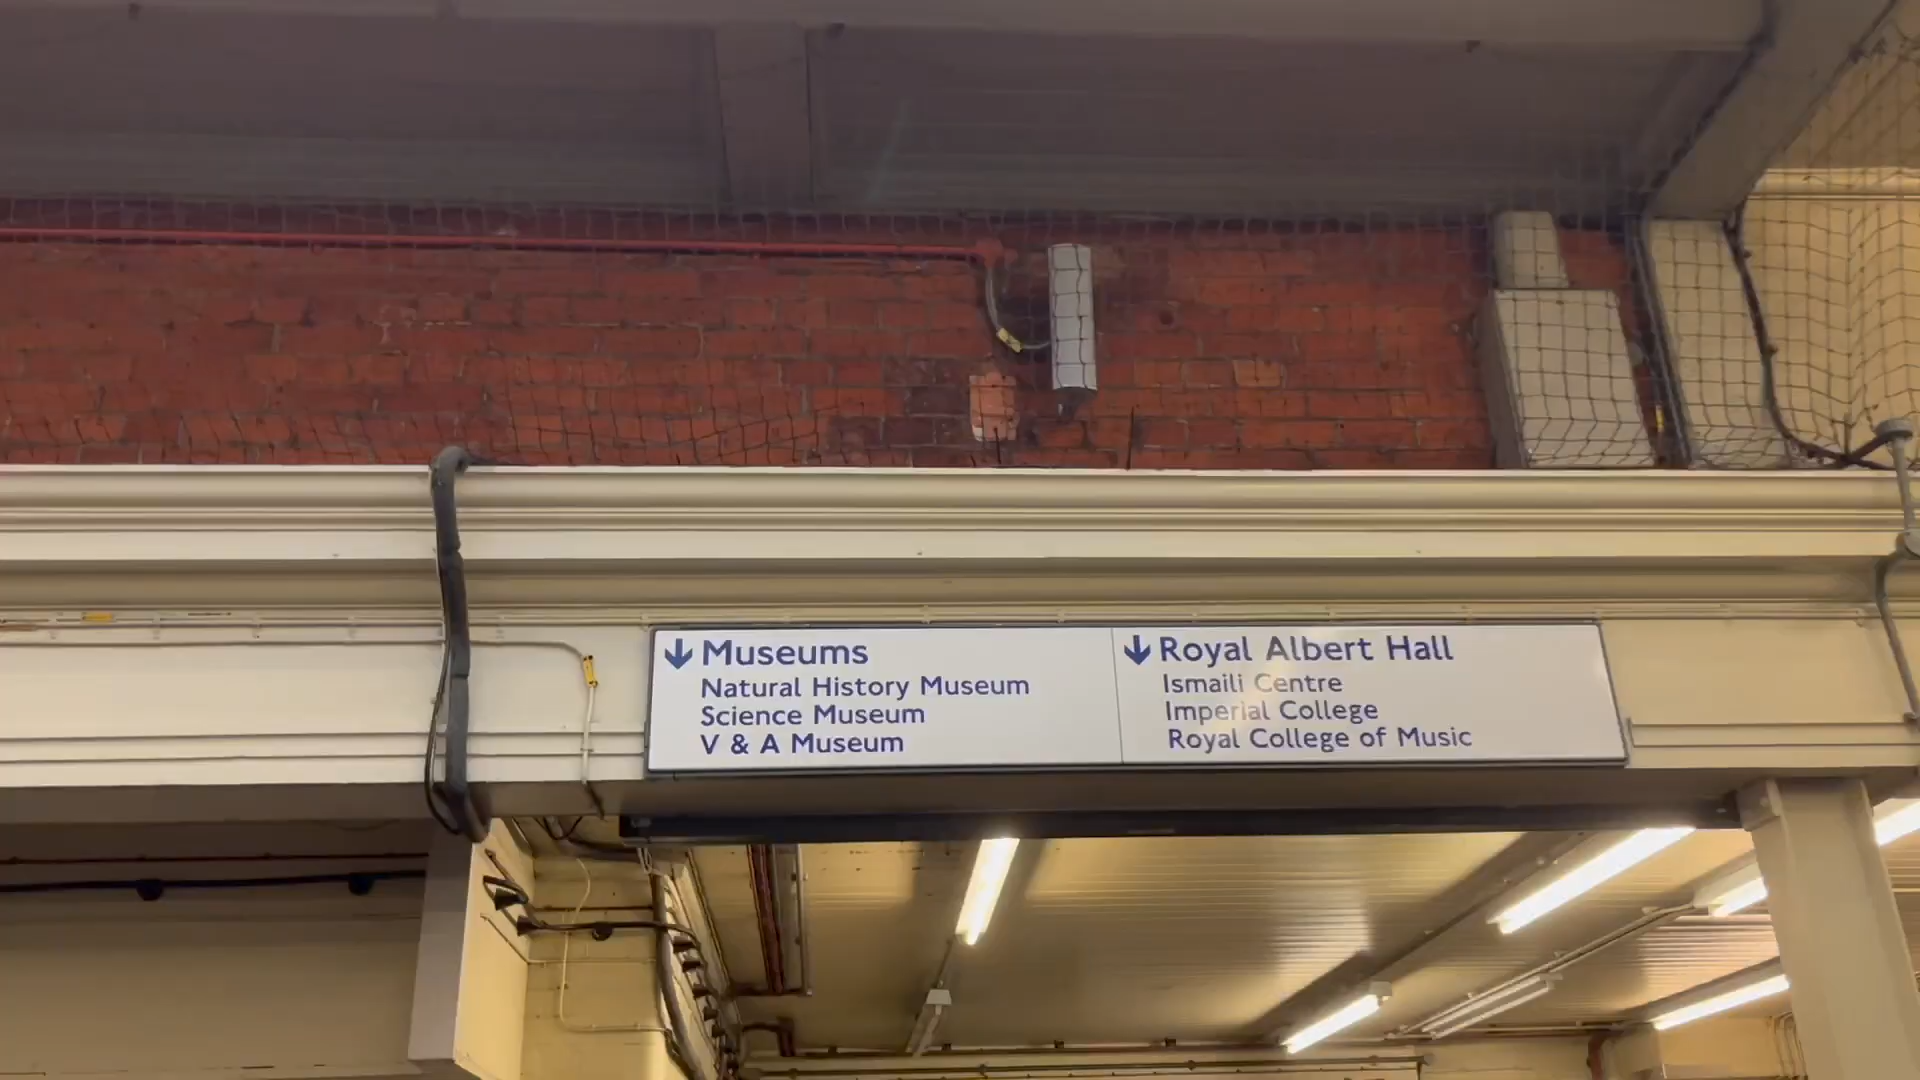 ↓ Museums
Natural History Museum
Science Museum
V & A Museum
↓ Royal Albert Hall
Ismaili Centre
Imperial College
Royal College of Music